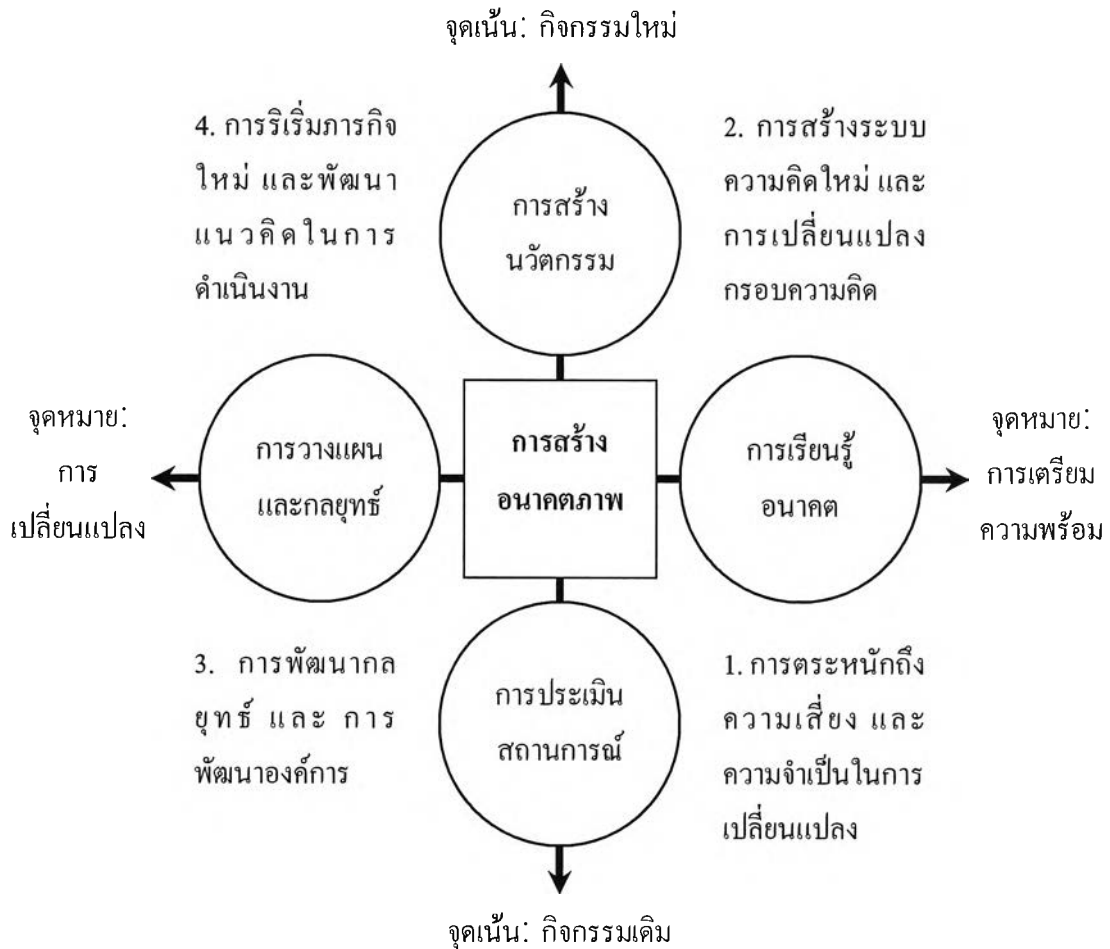 จุดเน้น: กิจกรรมใหม่
4. การริเริ่มภารกิจ
ใหม่ และพัฒนา
แนวคิดในการ
ดำเนินงาน
การสร้าง
นวัตกรรม
2. การสร้างระบบ
ความคิดใหม่ และ
การเปลี่ยนแปลง
กรอบความคิด
จุดหมาย:
การ
เปลี่ยนแปลง
การวางแผน
และกลยุทธ์
การสร้าง
อนาคตภาพ
การเรียนรู้
อนาคต
จุดหมาย:
การเตรียม
ความพร้อม
3. การพัฒนากล
ยุทธ์ และ การ
พัฒนาองค์การ
การประเมิน
สถานการณ์
1. การตระหนักถึง
ความเสี่ยง และ
ความจำเป็นในการ
เปลี่ยนแปลง
จุดเน้น: กิจกรรมเดิม